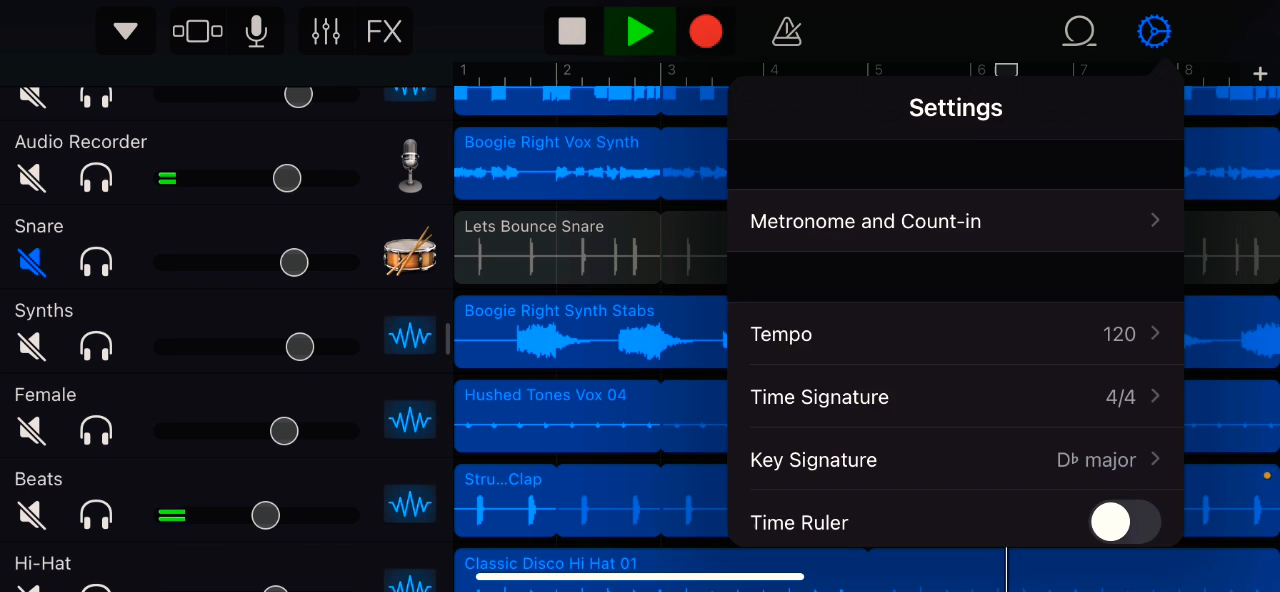 FX
1 2 3 4 5 6 7 8 +
Settings
Audio Recorder
Boogie Right Vox Synth
Metronome and Count-in
Snare
Lets Bounce Snare
Synths
Boogie Right Synth Stabs
Tempo 120
Female
Hushed Tones Vox 04
Time Signature 4/4
Key Signature D♭ major
Beats
Stru...Clap
Time Ruler
Hi-Hat
Classic Disco Hi Hat 01